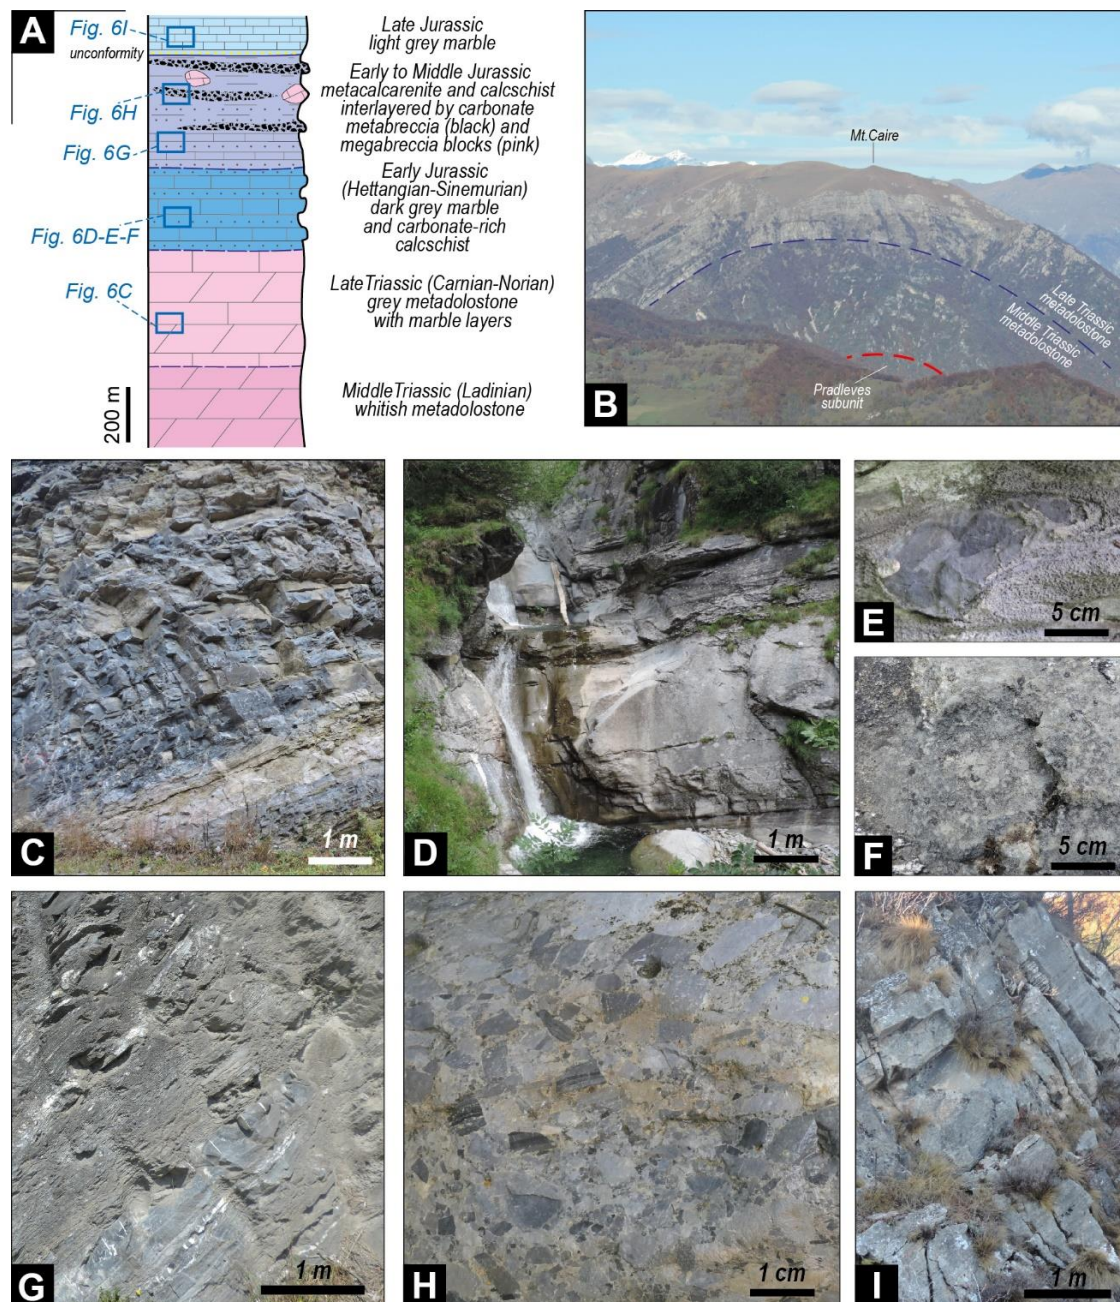 A
Fig. 6I
unconformity
Fig. 6H
Fig. 6G
Fig. 6D-E-F
Fig. 6C
200 m
Late Jurassic
light grey marble
Early to Middle Jurassic
metacalcarenite and calcschist
interlayered by carbonate
metabreccia (black) and
megabreccia blocks (pink)
Early Jurassic
(Hettangian-Sinemurian)
dark grey marble
and carbonate-rich
calcschist
Late Triassic (Carnian-Norian)
grey metadolostone
with marble layers
Middle Triassic (Ladinian)
whitish metadolostone
Mt.Caire
Late Triassic
metadolostone
Middle Triassic
metadolostone
Pradleves
subunit
B
1 m
C
1 m
D
5 cm
E
5 cm
F
1 m
G
1 cm
H
1 m
I